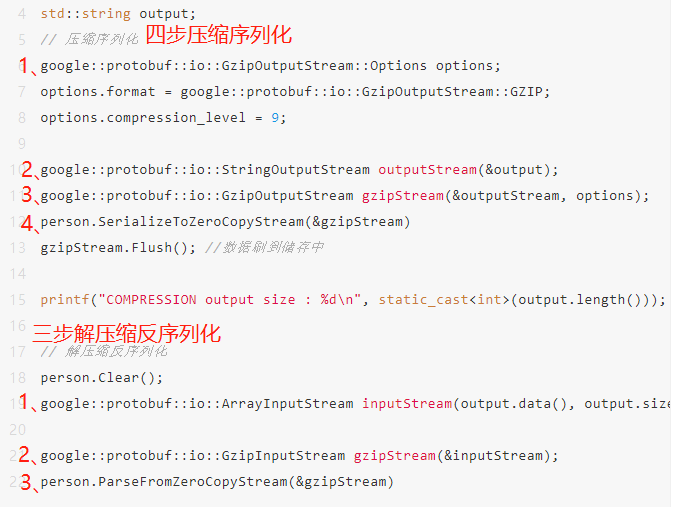 4 std::string output;
5 // 压缩序列化 四步压缩序列化
1、google::protobuf::io::GzipOutputStream::Options options;
7 options.format = google::protobuf::io::GzipOutputStream::GZIP;
8 options.compression_level = 9;
9
2、google::protobuf::io::StringOutputStream outputStream(&output);
3、google::protobuf::io::GzipOutputStream gzipStream(&outputStream, options);
4、person.SerializeToZeroCopyStream(&gzipStream)
13 gzipStream.Flush(); //数据刷到储存中
14
15 printf("COMPRESSION output size : %d\n", static_cast<int>(output.length()));
16 三步解压缩反序列化
17 // 解压缩反序列化
18 person.Clear();
1、google::protobuf::io::ArrayInputStream inputStream(output.data(), output.size
20
2、google::protobuf::io::GzipInputStream gzipStream(&inputStream);
3、person.ParseFromZeroCopyStream(&gzipStream)